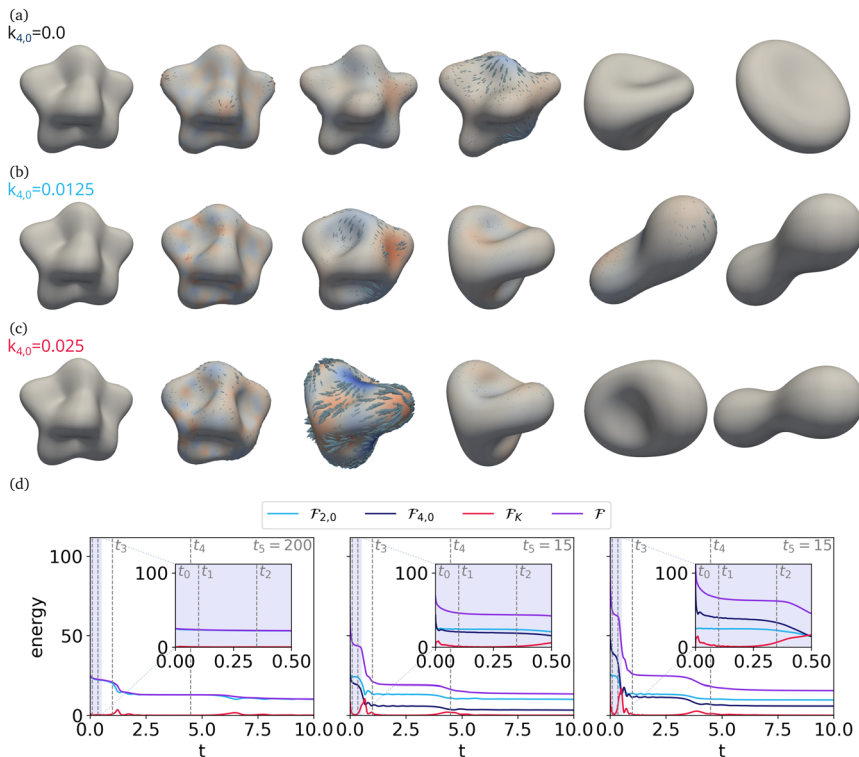 (a)
k4,0=0.0
(b)
k4,0=0.0125
(c)
k4,0=0.025
(d)
F2,0 F4,0 FK F
energy
100
50
0
t3 t4 t5 = 200
100
0
t0 t1 t2
0.00 0.25 0.50
0.0 2.5 5.0 7.5 10.0
t
t3 t4 t5 = 15
100
0
t0 t1 t2
0.00 0.25 0.50
0.0 2.5 5.0 7.5 10.0
t
t3 t4 t5 = 15
100
0
t0 t1 t2
0.00 0.25 0.50
0.0 2.5 5.0 7.5 10.0
t